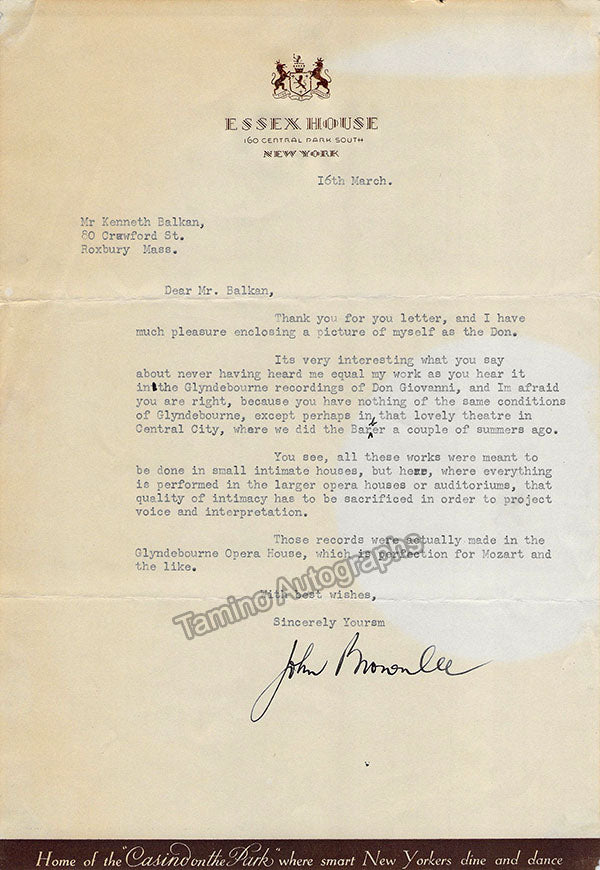 ESSEX HOUSE
160 CENTRAL PARK SOUTH
NEW YORK
16th March.
Mr Kenneth Balkan,
80 Crawford St.
Roxbury Mass.
Dear Mr. Balkan,
Thank you for you letter, and I have
much pleasure enclosing a picture of myself as the Don.
Its very interesting what you say
about never having heard me equal my work as you hear it
in the Glyndebourne recordings of Don Giovanni, and Im afraid
you are right, because you have nothing of the same conditions
of Glyndebourne, except perhaps in that lovely theatre in
Central City, where we did the Barber a couple of summers ago.
You see, all these works were meant to
be done in small intimate houses, but here, where everything
is performed in the larger opera houses or auditoriums, that
quality of intimacy has to be sacrificed in order to project
voice and interpretation.
Those records were actually made in the
Glyndebourne Opera House, which is perfection for Mozart and
the like.
With best wishes,
Tamino Autographs
Sincerely Yoursm
John Brownlee
Home of the "Casino on the Park" where smart New Yorkers dine and dance